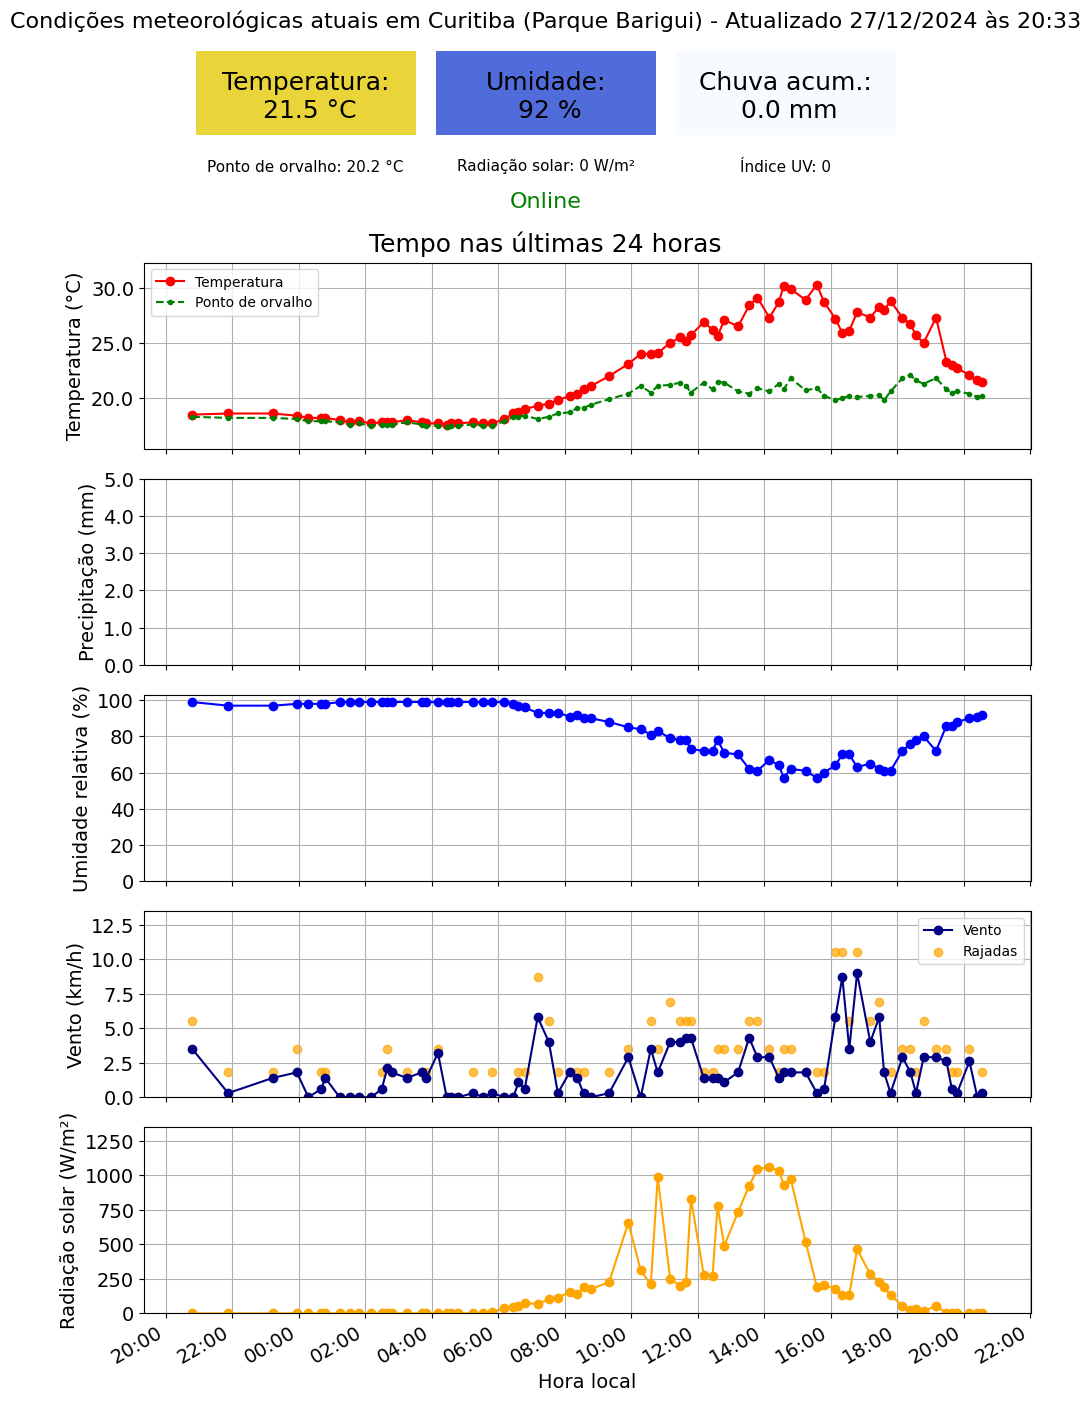 Condições meteorológicas atuais em Curitiba (Parque Barigui) - Atualizado 27/12/2024 às 20:33
Temperatura:
21.5 °C
Umidade:
92 %
Chuva acum.:
0.0 mm
Ponto de orvalho: 20.2 °C
Radiação solar: 0 W/m²
Índice UV: 0
Online
Tempo nas últimas 24 horas
Temperatura (°C)
30.0
25.0
20.0
Temperatura
Ponto de orvalho
Precipitação (mm)
5.0
4.0
3.0
2.0
1.0
0.0
Umidade relativa (%)
100
80
60
40
20
0
Vento (km/h)
12.5
10.0
7.5
5.0
2.5
0.0
Vento
Rajadas
Radiação solar (W/m²)
1250
1000
750
500
250
0
20:00
22:00
00:00
02:00
04:00
06:00
08:00
10:00
12:00
14:00
16:00
18:00
20:00
22:00
Hora local